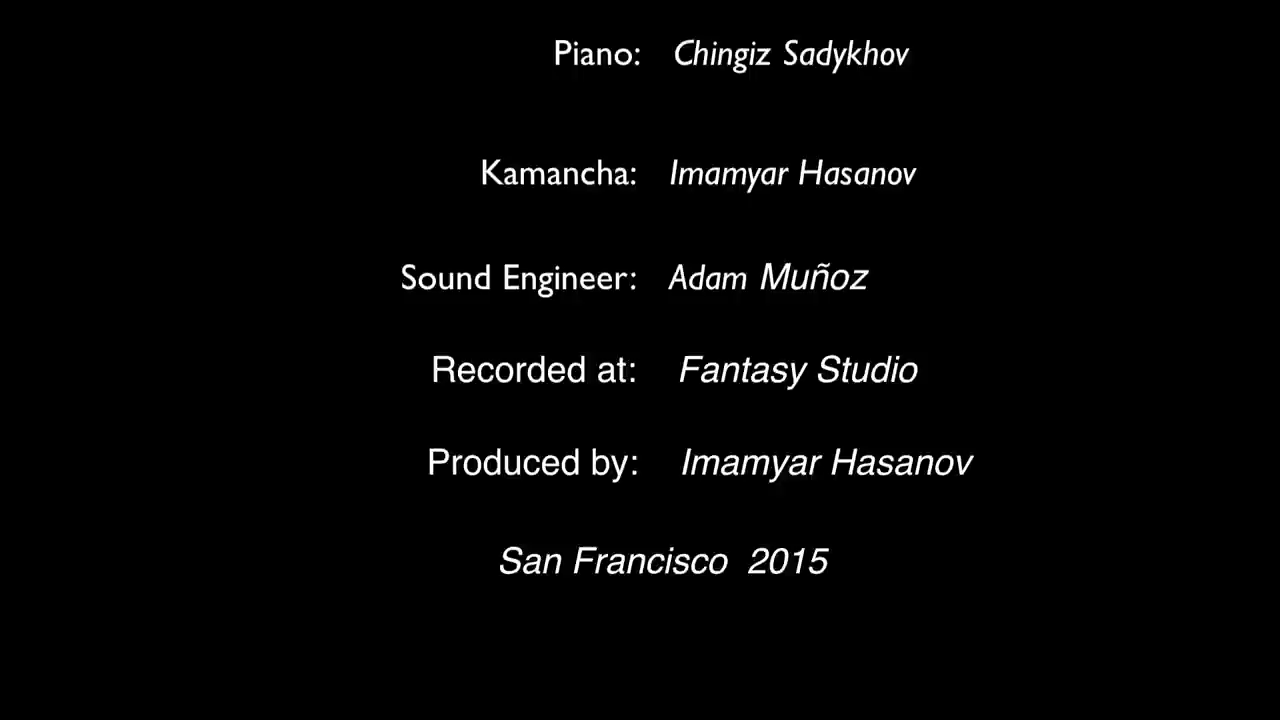 Piano: Chingiz Sadykhov
Kamancha: Imamyar Hasanov
Sound Engineer: Adam Muñoz
Recorded at: Fantasy Studio
Produced by: Imamyar Hasanov
San Francisco 2015